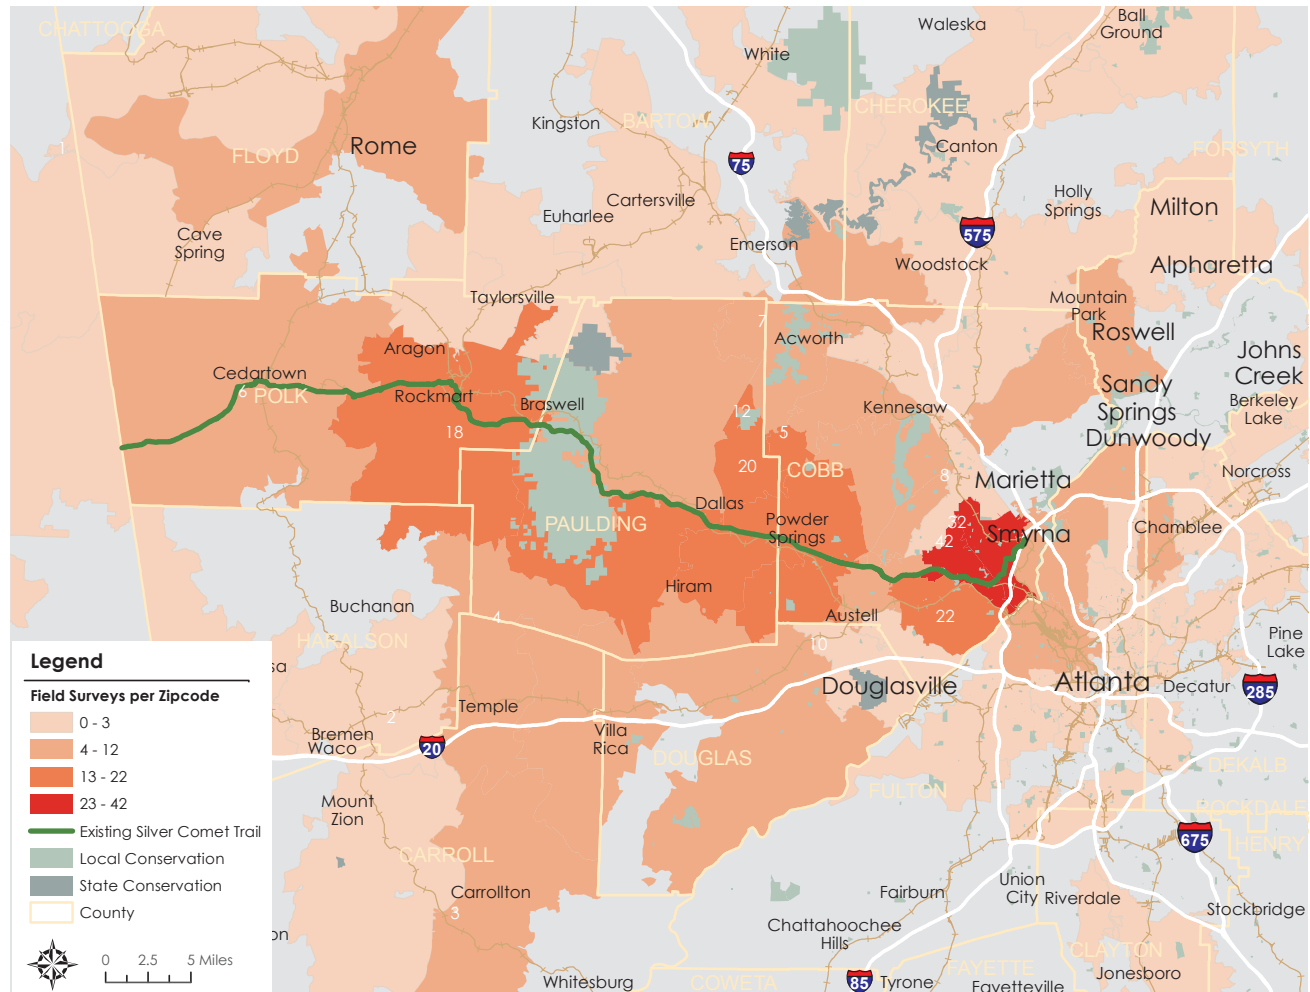 CHATTOOGA
Waleska
Ball
Ground
White
CHEROKEE
Kingston
BARTOW
1
FLOYD
Rome
75
Canton
FORSYTH
Holly
Springs
Milton
Cartersville
Euharlee
Cave
Spring
Emerson
575
Woodstock
Alpharetta
Taylorsville
Mountain
Park
Roswell
7
Acworth
Aragon
Johns
Creek
Cedartown
6
POLK
Rockmart
Braswell
Sandy
Springs
Dunwoody
Berkeley
Lake
12
Kennesaw
18
5
20
COBB
8
Marietta
Norcross
Dallas
PAULDING
Powder
Springs
32
42
Smyrna
Chamblee
Hiram
Buchanan
4
Austell
22
HARALSON
10
Pine
Lake
Douglasville
Atlanta
Decatur
285
Temple
2
Bremen
Waco
20
Villa
Rica
DOUGLAS
DEKALB
FULTON
ROCKDALE
Mount
Zion
675
HENRY
CARROLL
Carrollton
3
Fairburn
Union
City
Riverdale
Stockbridge
Chattahoochee
Hills
CLAYTON
Whitesburg
COWETA
85
Tyrone
FAYETTE
Fayetteville
Jonesboro
sa
on
Legend
Field Surveys per Zipcode
0 - 3
4 - 12
13 - 22
23 - 42
Existing Silver Comet Trail
Local Conservation
State Conservation
County
0 2.5 5 Miles